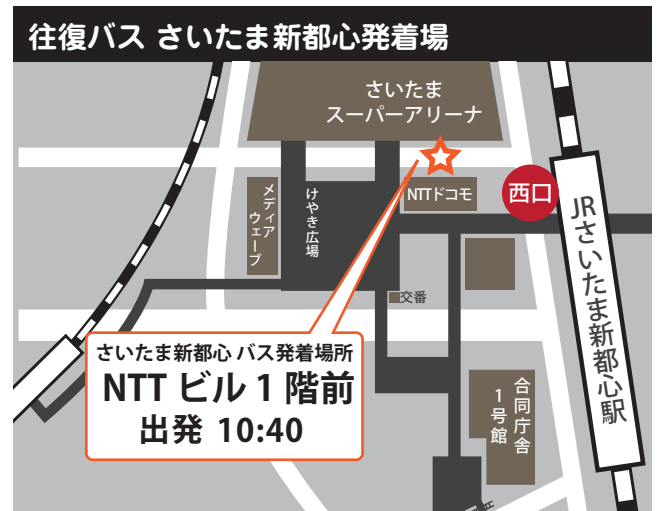 往復バス さいたま新都心発着場
さいたま
スーパーアリーナ
NTTドコモ
西口
メディア
ウェーブ
けやき広場
JRさいたま新都心駅
交番
さいたま新都心 バス発着場所
NTT ビル 1 階前
出発 10:40
合同庁舎
1号館